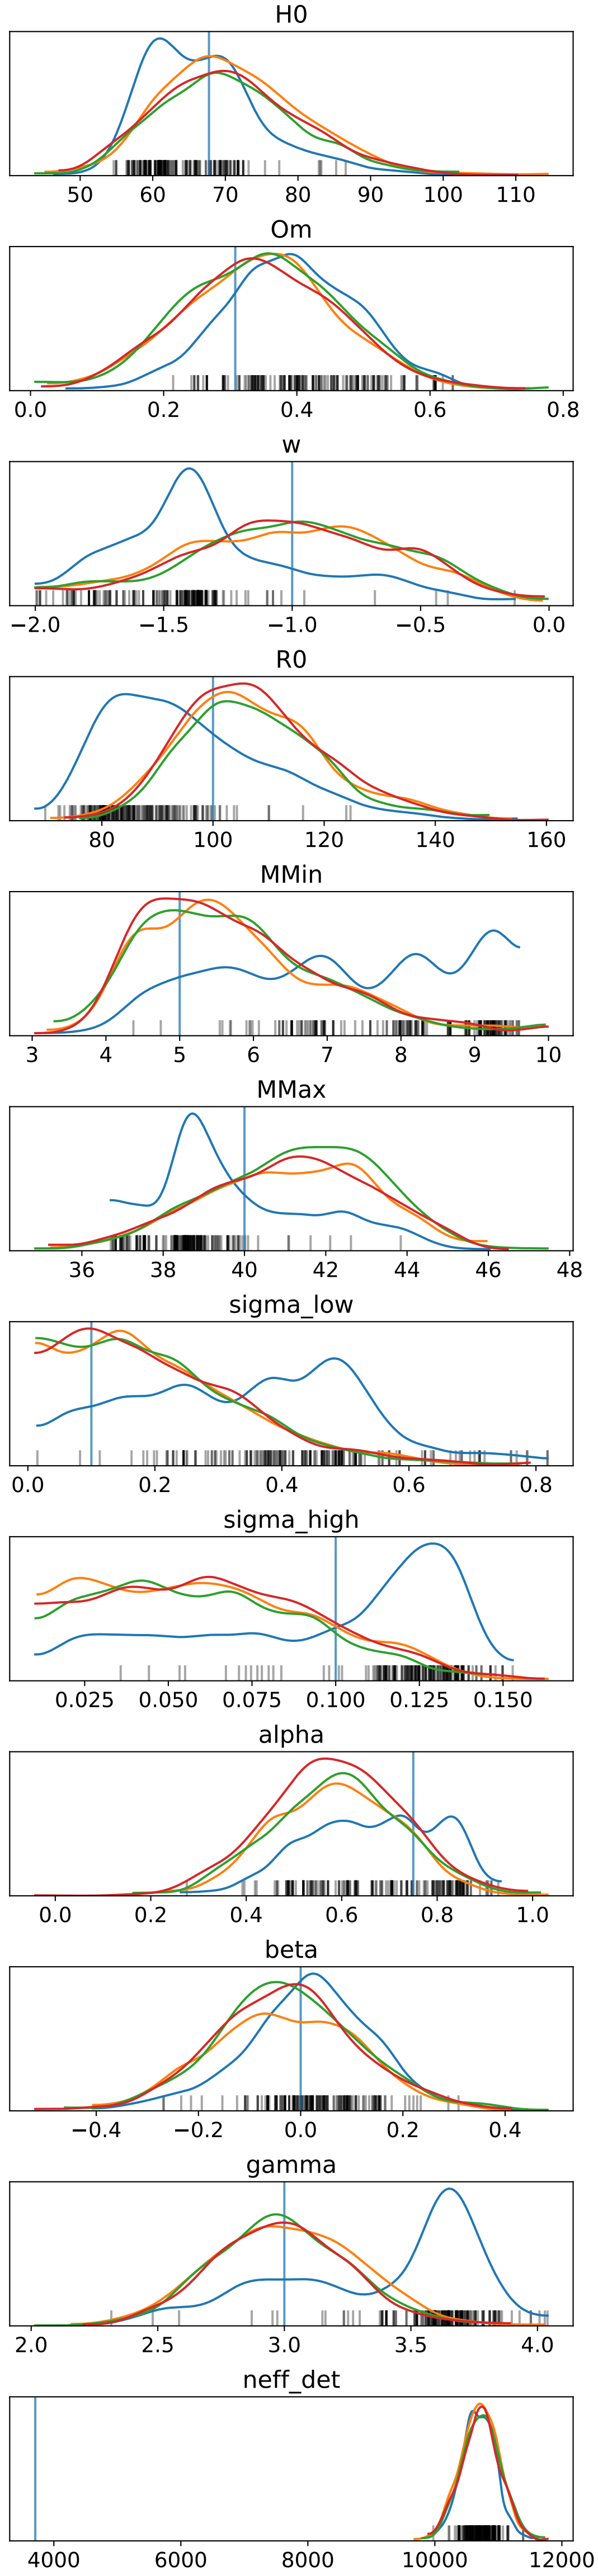 H0
50 60 70 80 90 100 110
Om
0.0 0.2 0.4 0.6 0.8
w
−2.0 −1.5 −1.0 −0.5 0.0
R0
80 100 120 140 160
MMin
3 4 5 6 7 8 9 10
MMax
36 38 40 42 44 46 48
sigma_low
0.0 0.2 0.4 0.6 0.8
sigma_high
0.025 0.050 0.075 0.100 0.125 0.150
alpha
0.0 0.2 0.4 0.6 0.8 1.0
beta
−0.4 −0.2 0.0 0.2 0.4
gamma
2.0 2.5 3.0 3.5 4.0
neff_det
4000 6000 8000 10000 12000